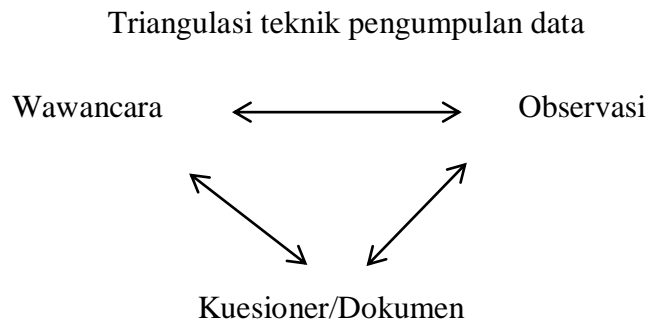 Triangulasi teknik pengumpulan data
Wawancara Observasi
Kuesioner/Dokumen